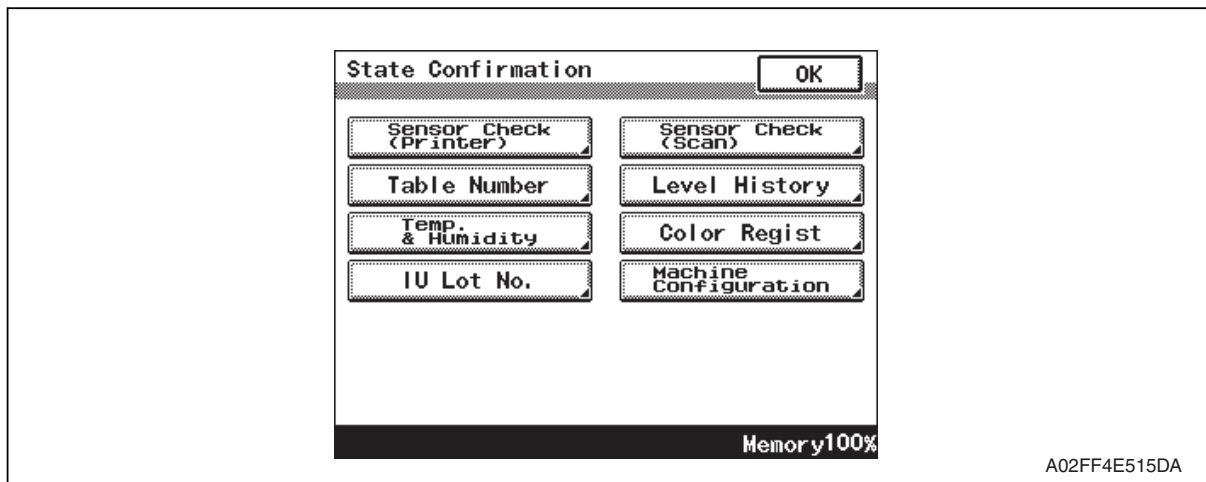 State Confirmation
OK
Sensor Check
(Printer)
Sensor Check
(Scan)
Table Number
Level History
Temp.
& Humidity
Color Regist
IU Lot No.
Machine
Configuration
Memory100%
A02FF4E515DA